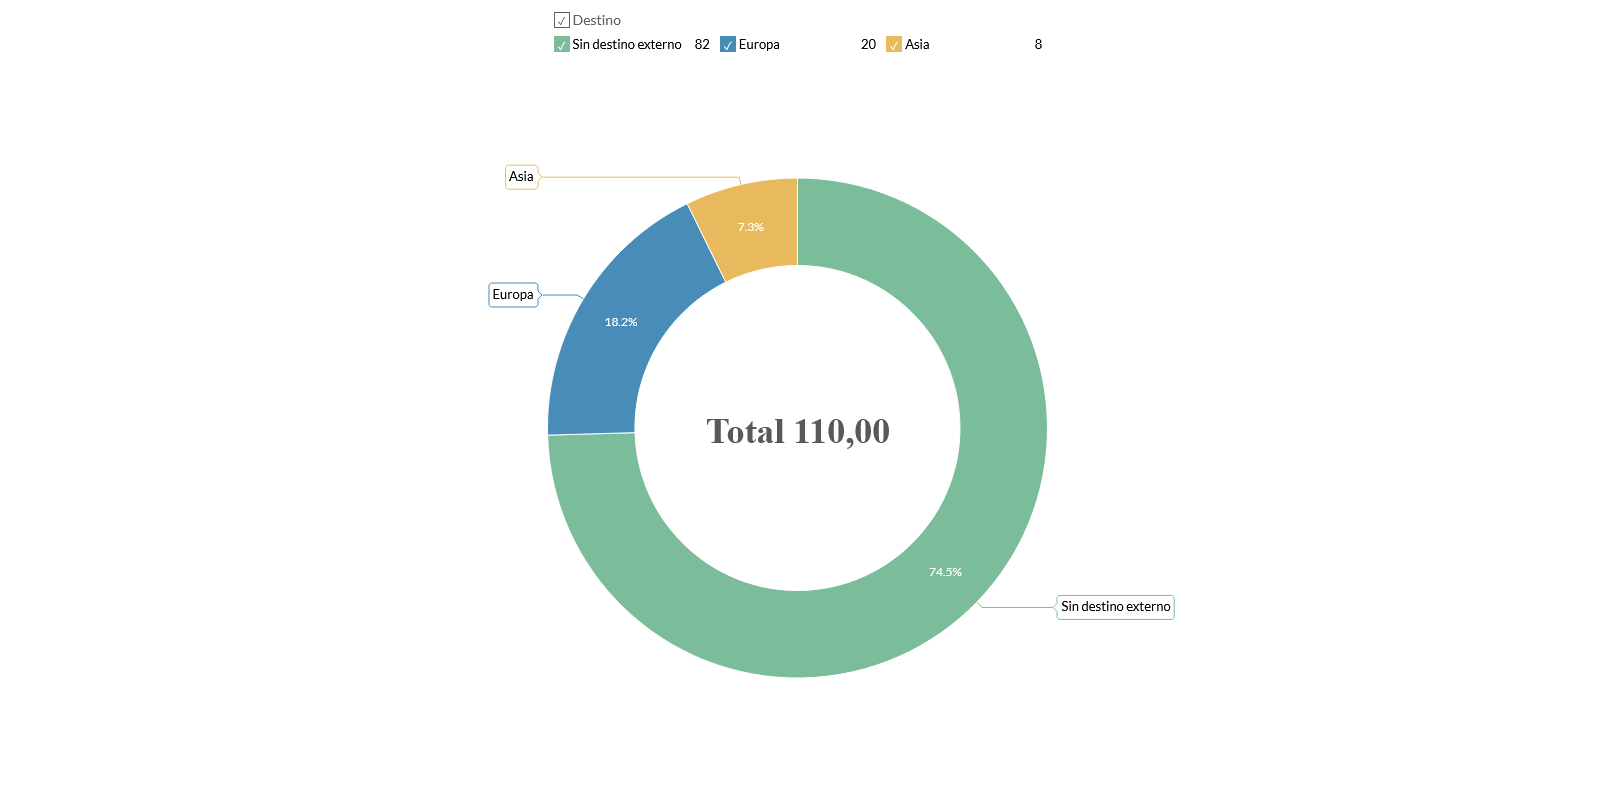 Destino
Sin destino externo 82 Europa 20 Asia 8
Asia
7.3%
Europa
18.2%
Total 110,00
74.5%
Sin destino externo